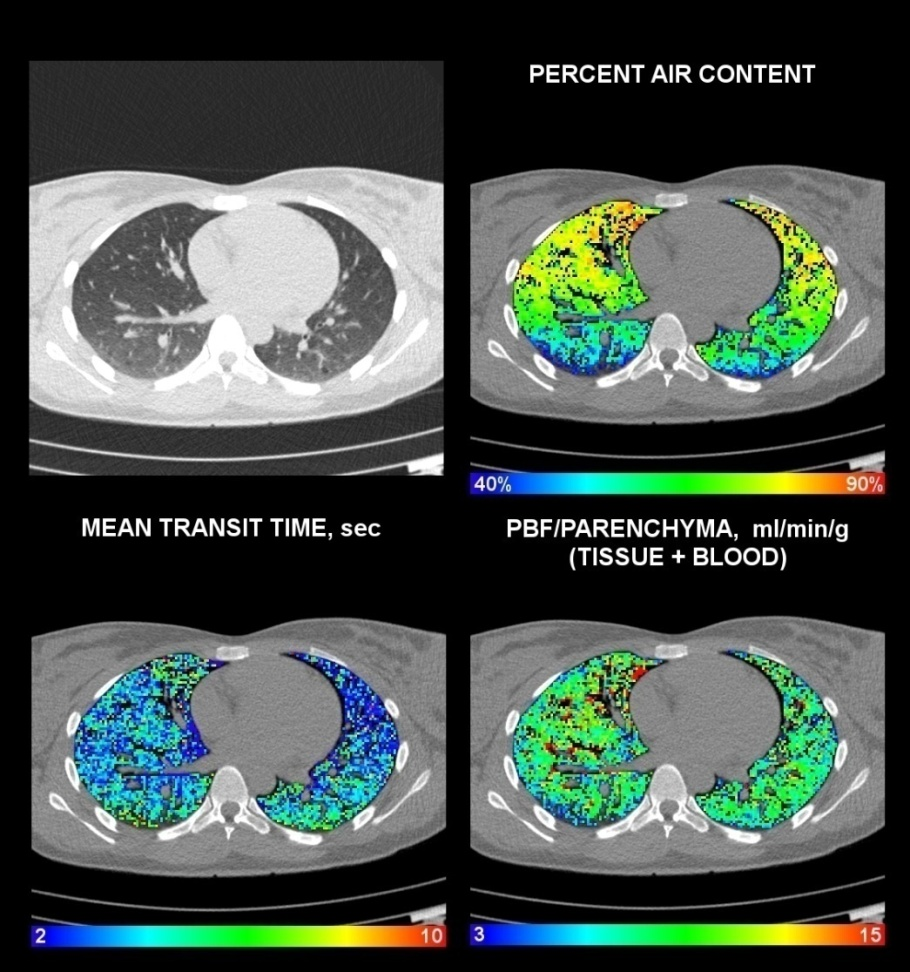 PERCENT AIR CONTENT
40% 90%
MEAN TRANSIT TIME, sec
PBF/PARENCHYMA, ml/min/g
(TISSUE + BLOOD)
2 10
3 15